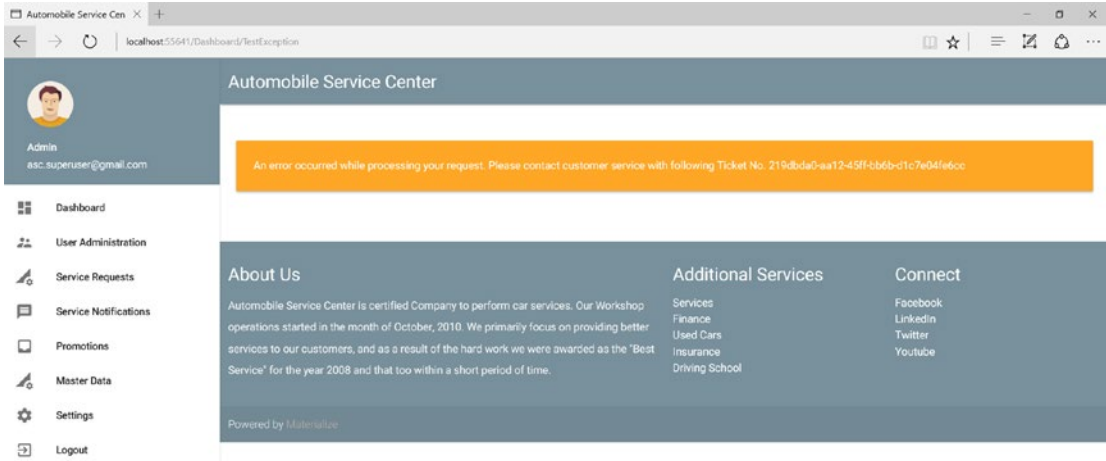 Automobile Service Cen
localhost:55641/Dashboard/TestException
Automobile Service Center
Admin
asc.superuser@gmail.com
An error occurred while processing your request. Please contact customer service with following Ticket No. 219dbda0-aa12-45ff-bb6b-d1c7e04fe6cc
Dashboard
User Administration
Service Requests
Service Notifications
Promotions
Master Data
Settings
Logout
About Us
Automobile Service Center is certified Company to perform car services. Our Workshop
operations started in the month of October, 2010. We primarily focus on providing better
services to our customers, and as a result of the hard work we were awarded as the "Best
Service" for the year 2008 and that too within a short period of time.
Additional Services
Services
Finance
Used Cars
Insurance
Driving School
Connect
Facebook
LinkedIn
Twitter
Youtube
Powered by Materialize